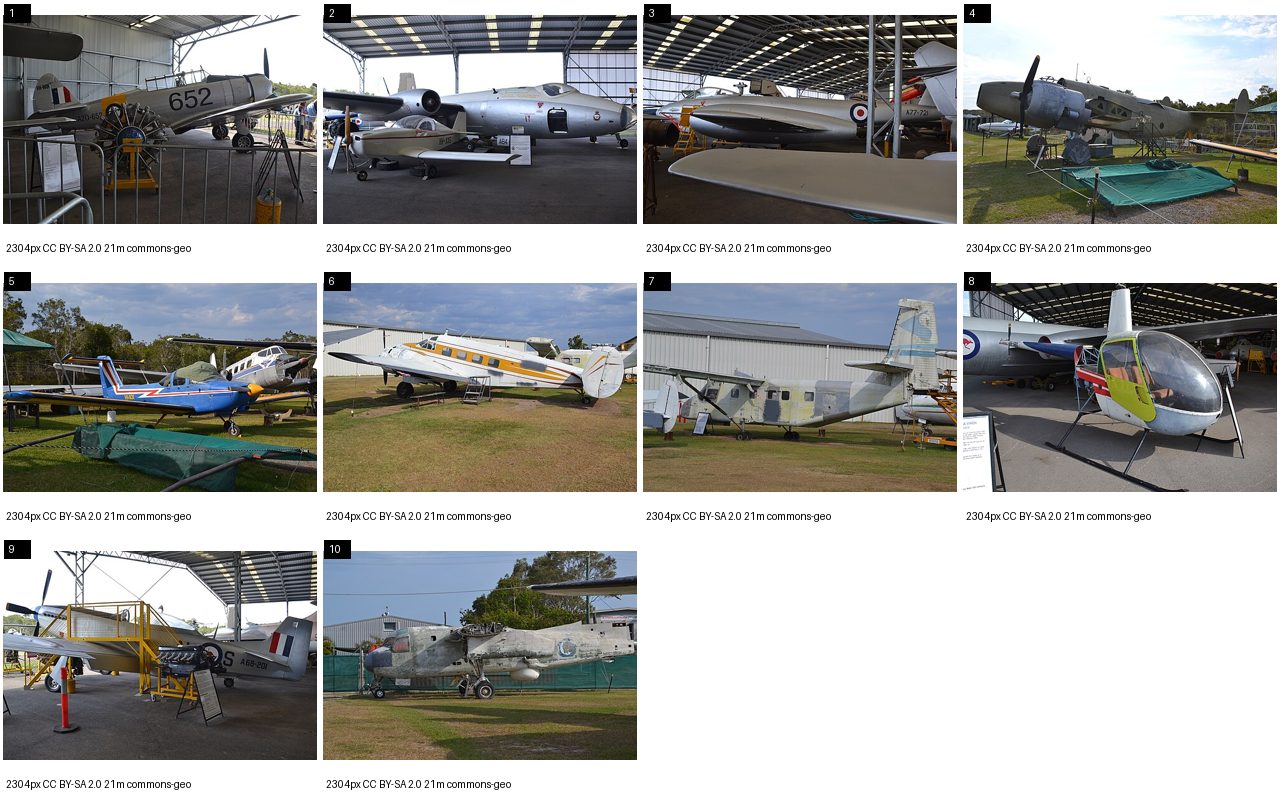 1
2
3
4
652
A84
A77-721
2304px CC BY-SA 2.0 21m commons-geo
2304px CC BY-SA 2.0 21m commons-geo
2304px CC BY-SA 2.0 21m commons-geo
2304px CC BY-SA 2.0 21m commons-geo
5
6
7
8
2304px CC BY-SA 2.0 21m commons-geo
2304px CC BY-SA 2.0 21m commons-geo
2304px CC BY-SA 2.0 21m commons-geo
2304px CC BY-SA 2.0 21m commons-geo
9
10
S
A68-201
2304px CC BY-SA 2.0 21m commons-geo
2304px CC BY-SA 2.0 21m commons-geo